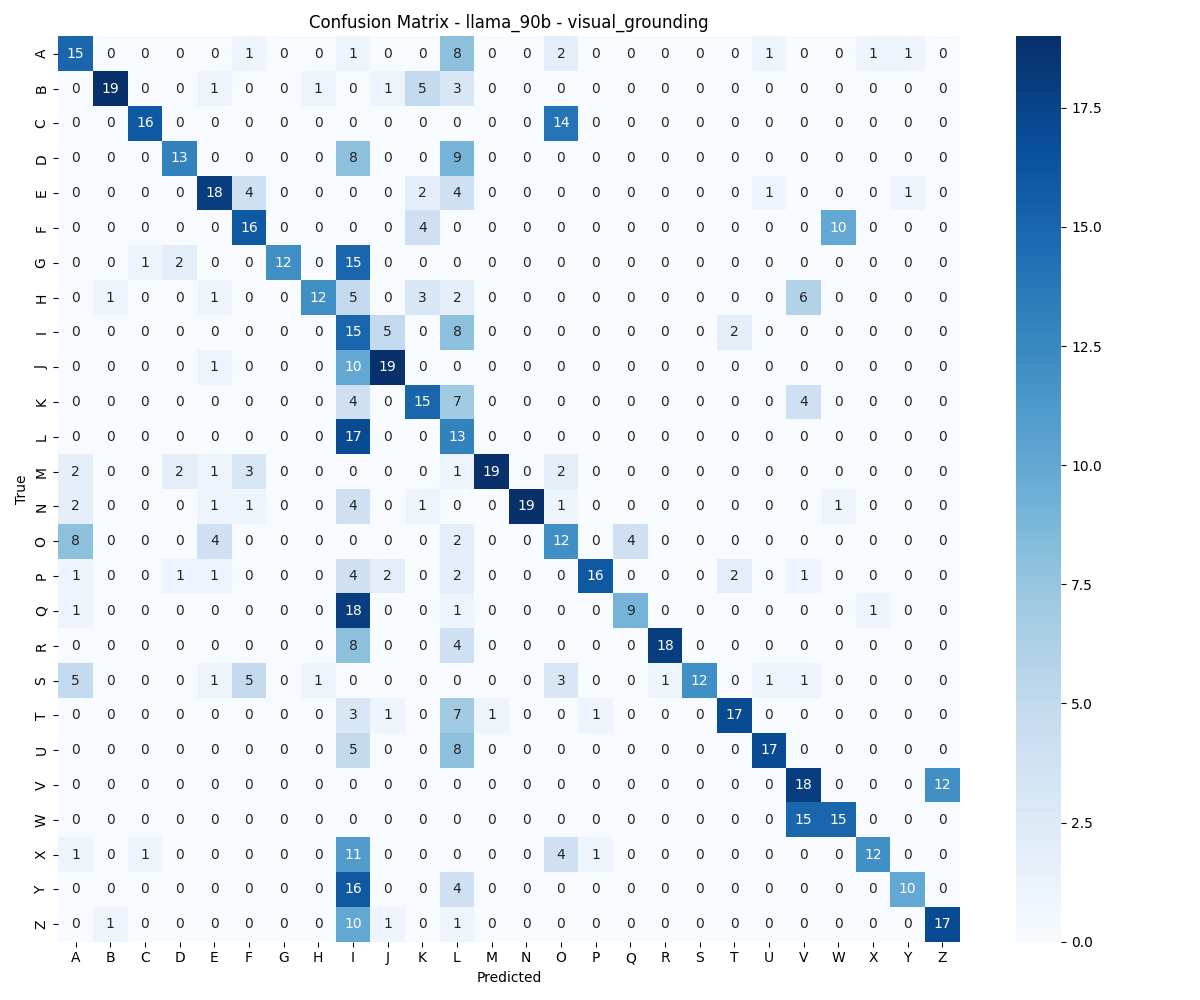 Confusion Matrix - llama_90b - visual_grounding
A 15 0 0 0 0 1 0 0 1 0 0 8 0 0 2 0 0 0 0 0 1 0 0 1 1 0
B 0 19 0 0 1 0 0 1 0 1 5 3 0 0 0 0 0 0 0 0 0 0 0 0 0 0
C 0 0 16 0 0 0 0 0 0 0 0 0 0 0 14 0 0 0 0 0 0 0 0 0 0 0
D 0 0 0 13 0 0 0 0 8 0 0 9 0 0 0 0 0 0 0 0 0 0 0 0 0 0
E 0 0 0 0 18 4 0 0 0 0 2 4 0 0 0 0 0 0 0 0 1 0 0 0 1 0
F 0 0 0 0 0 16 0 0 0 0 4 0 0 0 0 0 0 0 0 0 0 0 10 0 0 0
G 0 0 1 2 0 0 12 0 15 0 0 0 0 0 0 0 0 0 0 0 0 0 0 0 0 0
H 0 1 0 0 1 0 0 12 5 0 3 2 0 0 0 0 0 0 0 0 0 6 0 0 0 0
I 0 0 0 0 0 0 0 0 15 5 0 8 0 0 0 0 0 0 0 2 0 0 0 0 0 0
J 0 0 0 0 1 0 0 0 10 19 0 0 0 0 0 0 0 0 0 0 0 0 0 0 0 0
K 0 0 0 0 0 0 0 0 4 0 15 7 0 0 0 0 0 0 0 0 0 4 0 0 0 0
L 0 0 0 0 0 0 0 0 17 0 0 13 0 0 0 0 0 0 0 0 0 0 0 0 0 0
M 2 0 0 2 1 3 0 0 0 0 0 1 19 0 2 0 0 0 0 0 0 0 0 0 0 0
N 2 0 0 0 1 1 0 0 4 0 1 0 0 19 1 0 0 0 0 0 0 0 1 0 0 0
O 8 0 0 0 4 0 0 0 0 0 0 2 0 0 12 0 4 0 0 0 0 0 0 0 0 0
P 1 0 0 1 1 0 0 0 4 2 0 2 0 0 0 16 0 0 0 2 0 1 0 0 0 0
Q 1 0 0 0 0 0 0 0 18 0 0 1 0 0 0 0 9 0 0 0 0 0 0 1 0 0
R 0 0 0 0 0 0 0 0 8 0 0 4 0 0 0 0 0 18 0 0 0 0 0 0 0 0
S 5 0 0 0 1 5 0 1 0 0 0 0 0 0 3 0 0 1 12 0 1 1 0 0 0 0
T 0 0 0 0 0 0 0 0 3 1 0 7 1 0 0 1 0 0 0 17 0 0 0 0 0 0
U 0 0 0 0 0 0 0 0 5 0 0 8 0 0 0 0 0 0 0 0 17 0 0 0 0 0
V 0 0 0 0 0 0 0 0 0 0 0 0 0 0 0 0 0 0 0 0 0 18 0 0 0 12
W 0 0 0 0 0 0 0 0 0 0 0 0 0 0 0 0 0 0 0 0 0 15 15 0 0 0
X 1 0 1 0 0 0 0 0 11 0 0 0 0 0 4 1 0 0 0 0 0 0 0 12 0 0
Y 0 0 0 0 0 0 0 0 16 0 0 4 0 0 0 0 0 0 0 0 0 0 0 0 10 0
Z 0 1 0 0 0 0 0 0 10 1 0 1 0 0 0 0 0 0 0 0 0 0 0 0 0 17
A B C D E F G H I J K L M N O P Q R S T U V W X Y Z
Predicted
True
17.5
15.0
12.5
10.0
7.5
5.0
2.5
0.0